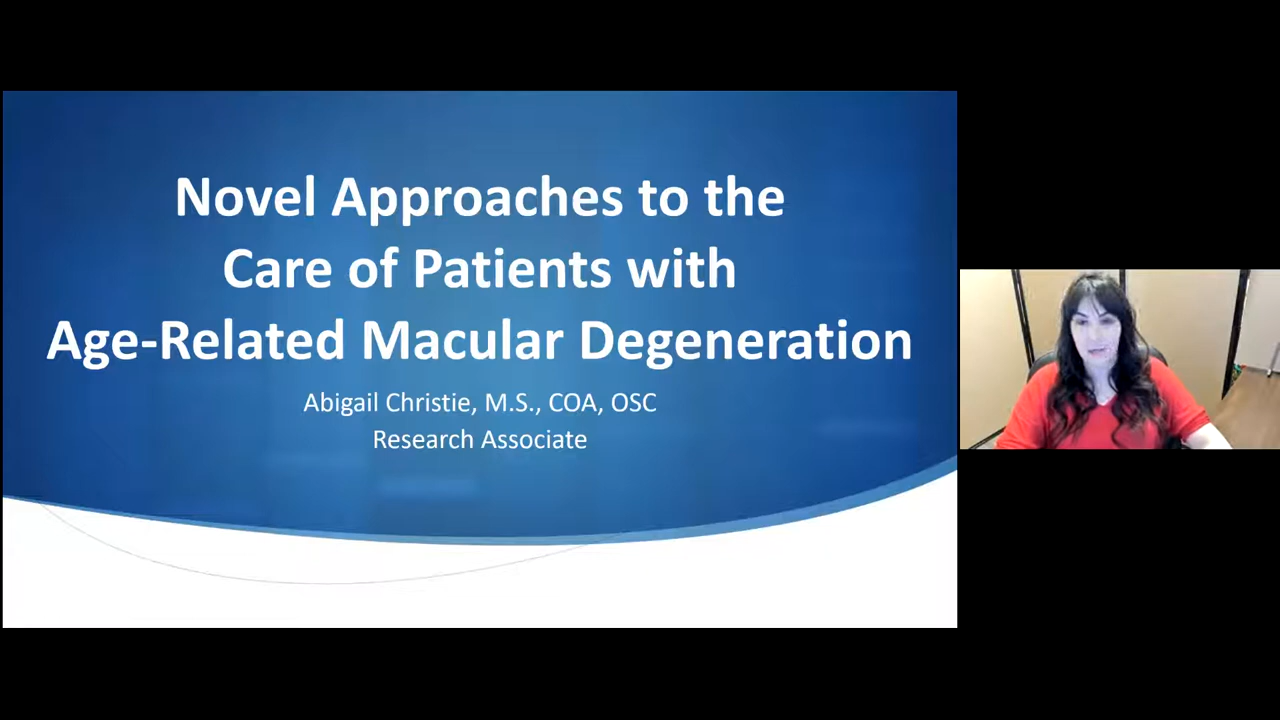 Novel Approaches to the
Care of Patients with
Age-Related Macular Degeneration
Abigail Christie, M.S., COA, OSC
Research Associate